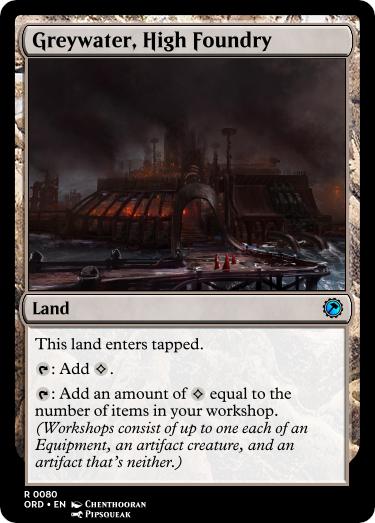 Greywater, High Foundry
Land
This land enters tapped.
: Add .
: Add an amount of equal to the
number of items in your workshop.
(Workshops consist of up to one each of an
Equipment, an artifact creature, and an
artifact that's neither.)
R 0080
ORD • EN Chenthooran
Pipsqueak